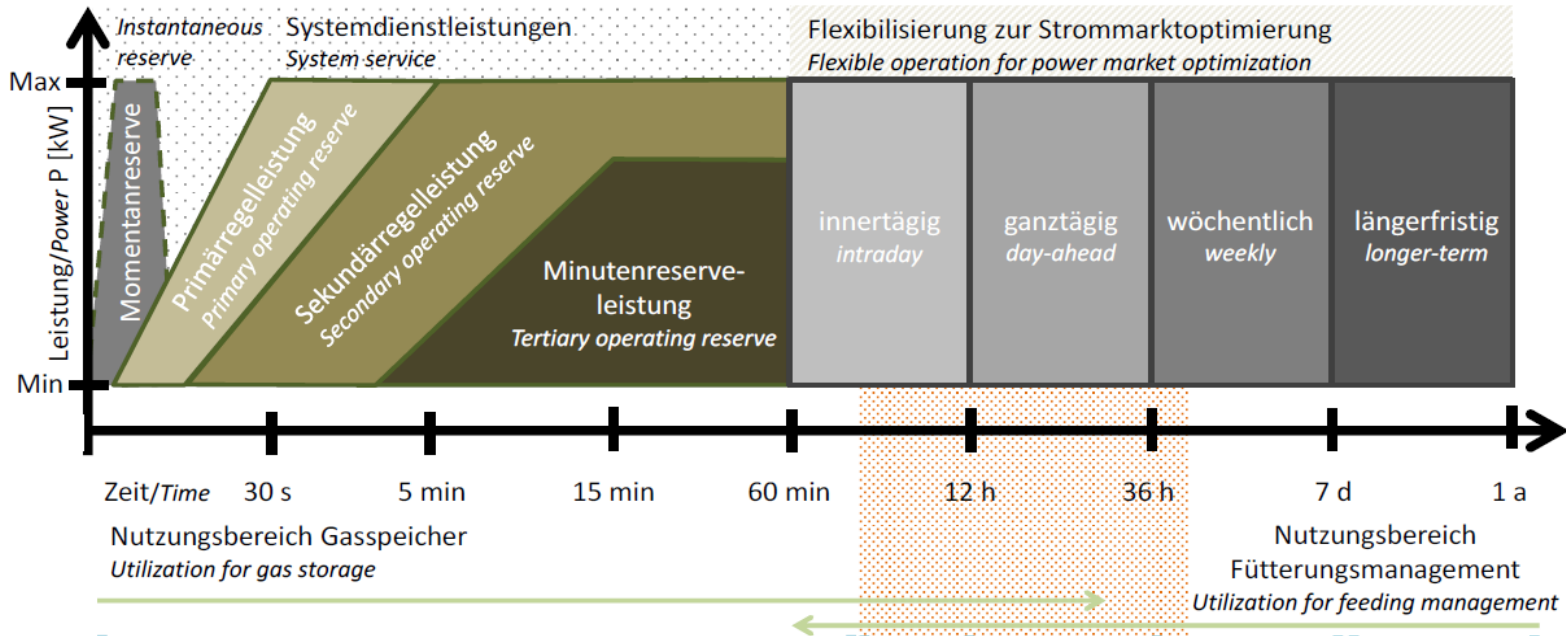 Instantaneous
reserve
Systemdienstleistungen
System service
Flexibilisierung zur Strommarktoptimierung
Flexible operation for power market optimization
Max
Min
Leistung/Power P [kW]
Momentanreserve
Primärregelleistung
Primary operating reserve
Sekundärregelleistung
Secondary operating reserve
Minutenreserve-
leistung
Tertiary operating reserve
innertägig
intraday
ganztägig
day-ahead
wöchentlich
weekly
längerfristig
longer-term
Zeit/Time 30 s 5 min 15 min 60 min 12 h 36 h 7 d 1 a
Nutzungsbereich Gasspeicher
Utilization for gas storage
Nutzungsbereich
Fütterungsmanagement
Utilization for feeding management